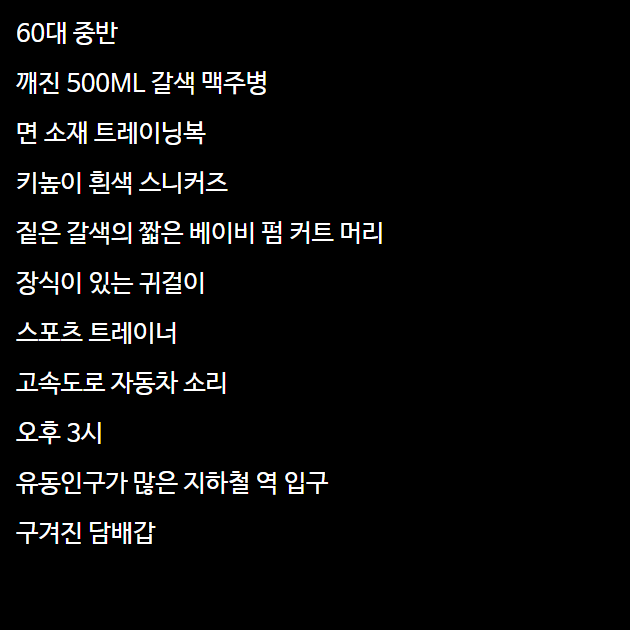 60대 중반
깨진 500ML 갈색 맥주병
면 소재 트레이닝복
키높이 흰색 스니커즈
짙은 갈색의 짧은 베이비 펌 커트 머리
장식이 있는 귀걸이
스포츠 트레이너
고속도로 자동차 소리
오후 3시
유동인구가 많은 지하철 역 입구
구겨진 담배갑